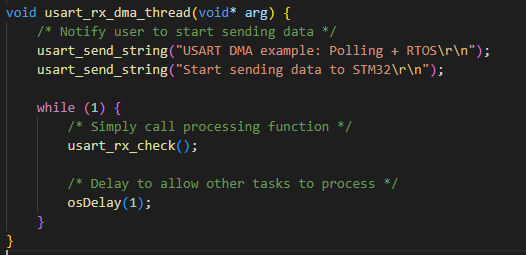 void usart_rx_dma_thread(void* arg) {
    /* Notify user to start sending data */
    usart_send_string("USART DMA example: Polling + RTOS\r\n");
    usart_send_string("Start sending data to STM32\r\n");

    while (1) {
        /* Simply call processing function */
        usart_rx_check();

        /* Delay to allow other tasks to process */
        osDelay(1);
    }
}